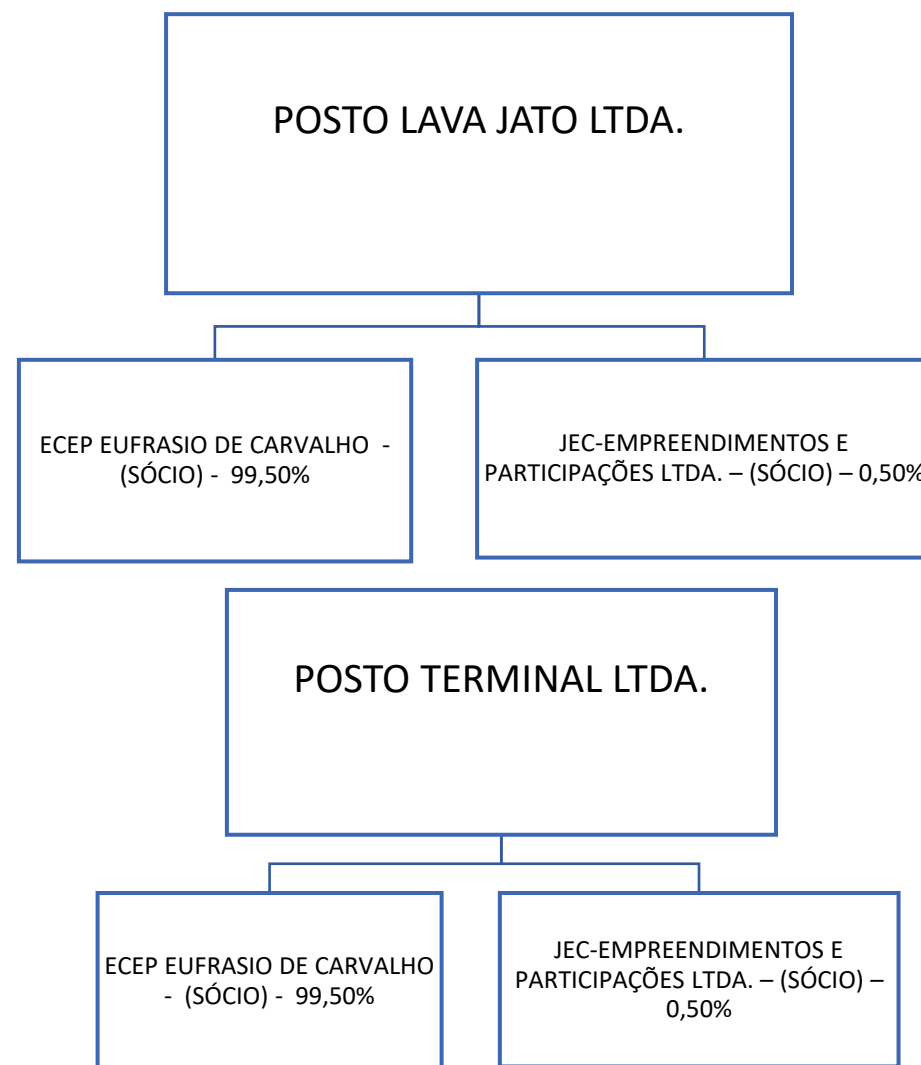 POSTO LAVA JATO LTDA.
ECEP EUFRASIO DE CARVALHO -
(SÓCIO) - 99,50%
JEC-EMPREENDIMENTOS E
PARTICIPAÇÕES LTDA. – (SÓCIO) – 0,50%
POSTO TERMINAL LTDA.
ECEP EUFRASIO DE CARVALHO
- (SÓCIO) - 99,50%
JEC-EMPREENDIMENTOS E
PARTICIPAÇÕES LTDA. – (SÓCIO) –
0,50%